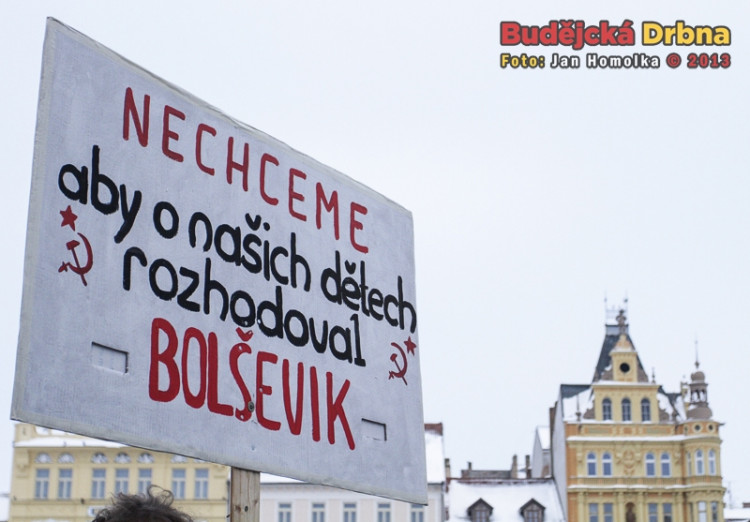 Budějcká Drbna
Foto: Jan Homolka © 2013
NECHCEME
aby o našich dětech
rozhodoval
BOLŠEVIK